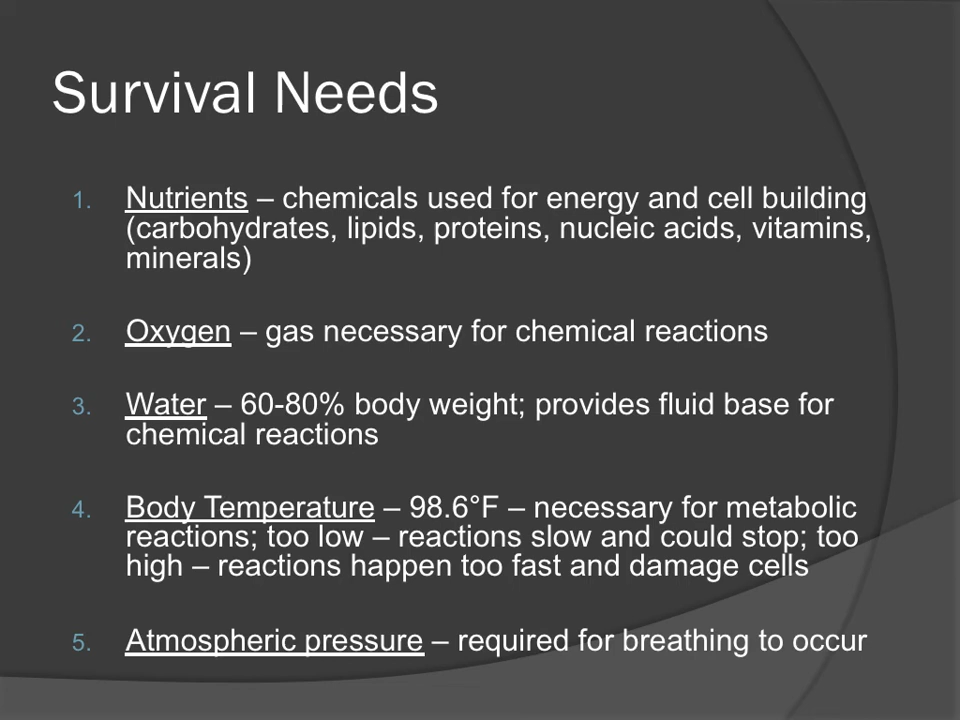 Survival Needs
1. Nutrients – chemicals used for energy and cell building
(carbohydrates, lipids, proteins, nucleic acids, vitamins,
minerals)
2. Oxygen – gas necessary for chemical reactions
3. Water – 60-80% body weight; provides fluid base for
chemical reactions
4. Body Temperature – 98.6°F – necessary for metabolic
reactions; too low – reactions slow and could stop; too
high – reactions happen too fast and damage cells
5. Atmospheric pressure – required for breathing to occur